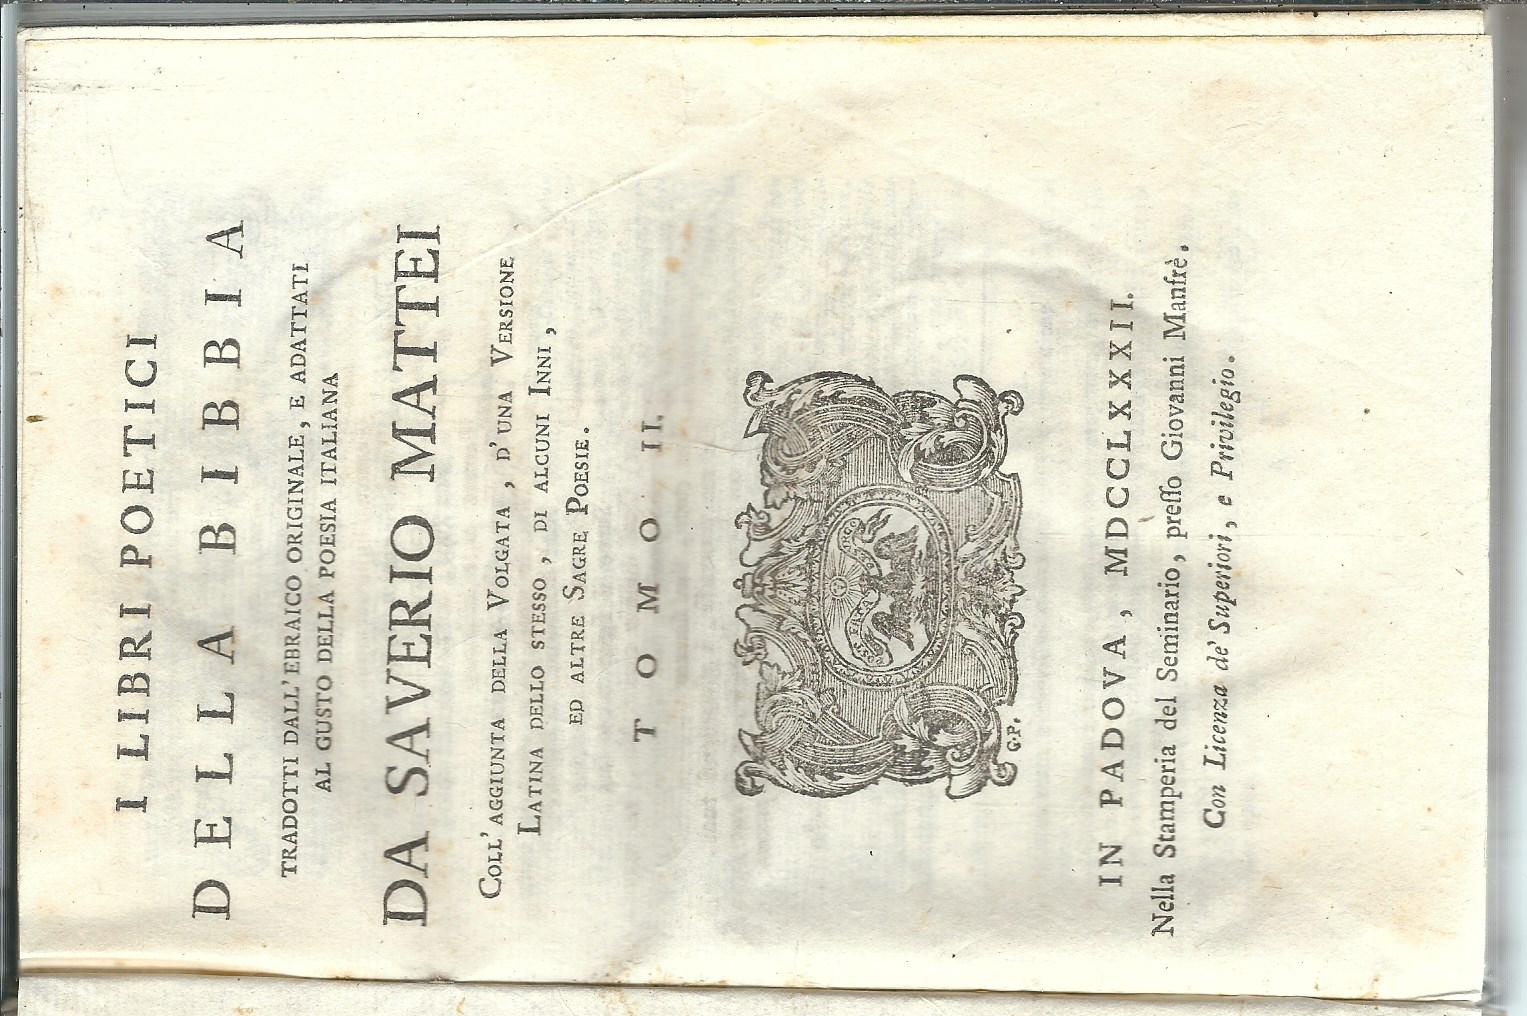 I LIBRI POETICI
DELLA BIBBIA
TRADOTTI DALL' EBRAICO ORIGINALE, E ADATTATI
AL GUSTO DELLA POESIA ITALIANA
DA SAVERIO MATTEI
COLL' AGGIUNTA DELLA VOLGATA, D' UNA VERSIONE
LATINA DELLO STESSO, DI ALCUNI INNI,
ED ALTRE SAGRE POESIE.
TOMO II.
POST FATA
G.P.
IN PADOVA, MDCCLXXXII.
Nella Stamperia del Seminario, preſſo Giovanni Manfrè.
Con Licenza de' Superiori, e Privilegio.